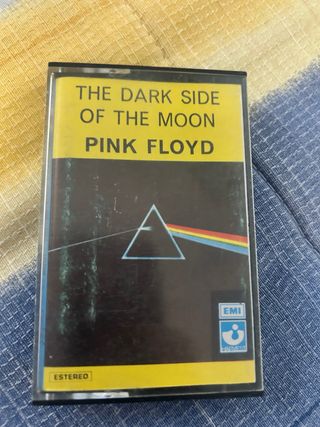 THE DARK SIDE
OF THE MOON
PINK FLOYD
EMI
ESTEREO